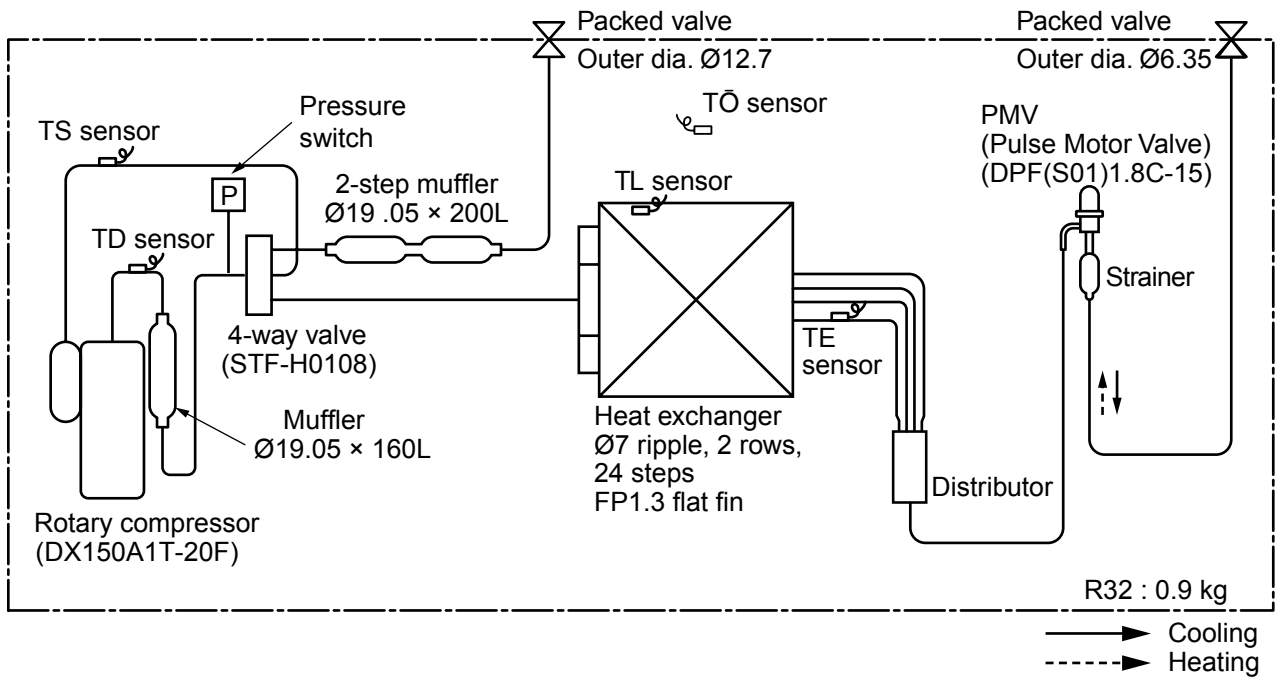 Packed valve
Outer dia. Ø12.7
Packed valve
Outer dia. Ø6.35
Pressure
switch
TŌ sensor
PMV
(Pulse Motor Valve)
(DPF(S01)1.8C-15)
TS sensor
P
2-step muffler
Ø19 .05 × 200L
TL sensor
TD sensor
Strainer
4-way valve
(STF-H0108)
TE
sensor
Muffler
Ø19.05 × 160L
Heat exchanger
Ø7 ripple, 2 rows,
24 steps
FP1.3 flat fin
Distributor
Rotary compressor
(DX150A1T-20F)
R32 : 0.9 kg
Cooling
Heating